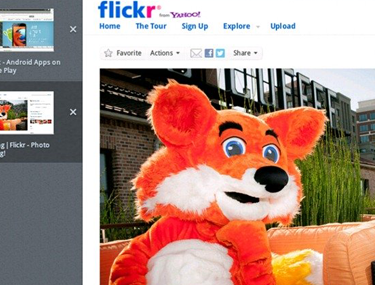 flickr from YAHOO!
Home The Tour Sign Up Explore Upload
Favorite Actions Share
- Android Apps on
Play
| Flickr - Photo